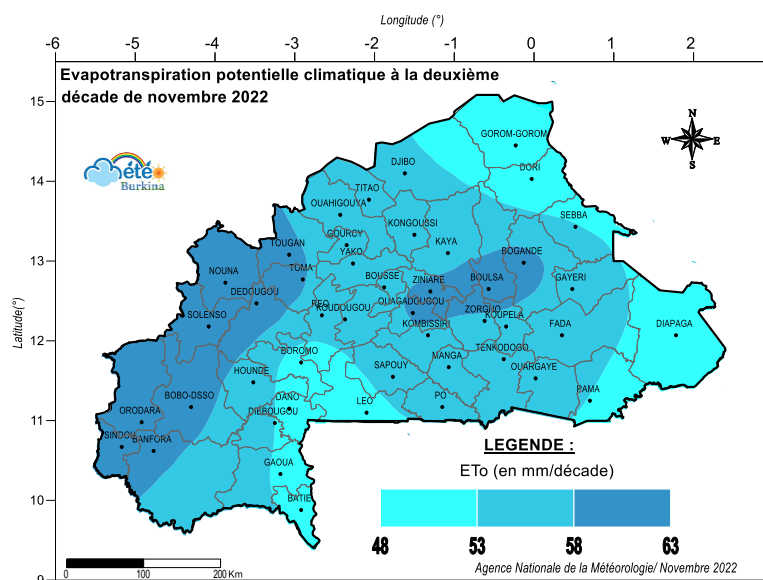 Longitude (°)
-6 -5 -4 -3 -2 -1 0 1 2
Evapotranspiration potentielle climatique à la deuxième
décade de novembre 2022
15
14
13
12
11
10
9
Latitude(°)
N
W E
S
été
Burkina
GOROM-GOROM
DJIBO
DORI
TITAO
OUAHIGOUYA
SEBBA
KONGOUSSI
GOURCY
TOUGAN
KAYA
YAKO
BOGANDE
NOUNA
TOMA
BOUSSE
ZINIARE
BOULSA
GAYERI
DEDOUGOU
REO
KOUDOUGOU
OUAGADOUGOU
ZORGHO
SOLENSO
KOMBISSIRI
KOUPELA
FADA
DIAPAGA
BOROMO
TENKODOGO
MANGA
HOUNDE
SAPOUY
OUARGAYE
BOBO-DSSO
DANO
LEO
PO
PAMA
ORODARA
DIEBOUGOU
SINDOU
BANFORA
GAOUA
BATIE
LEGENDE :
ETo (en mm/décade)
48 53 58 63
0 100 200 Km
Agence Nationale de la Météorologie/ Novembre 2022